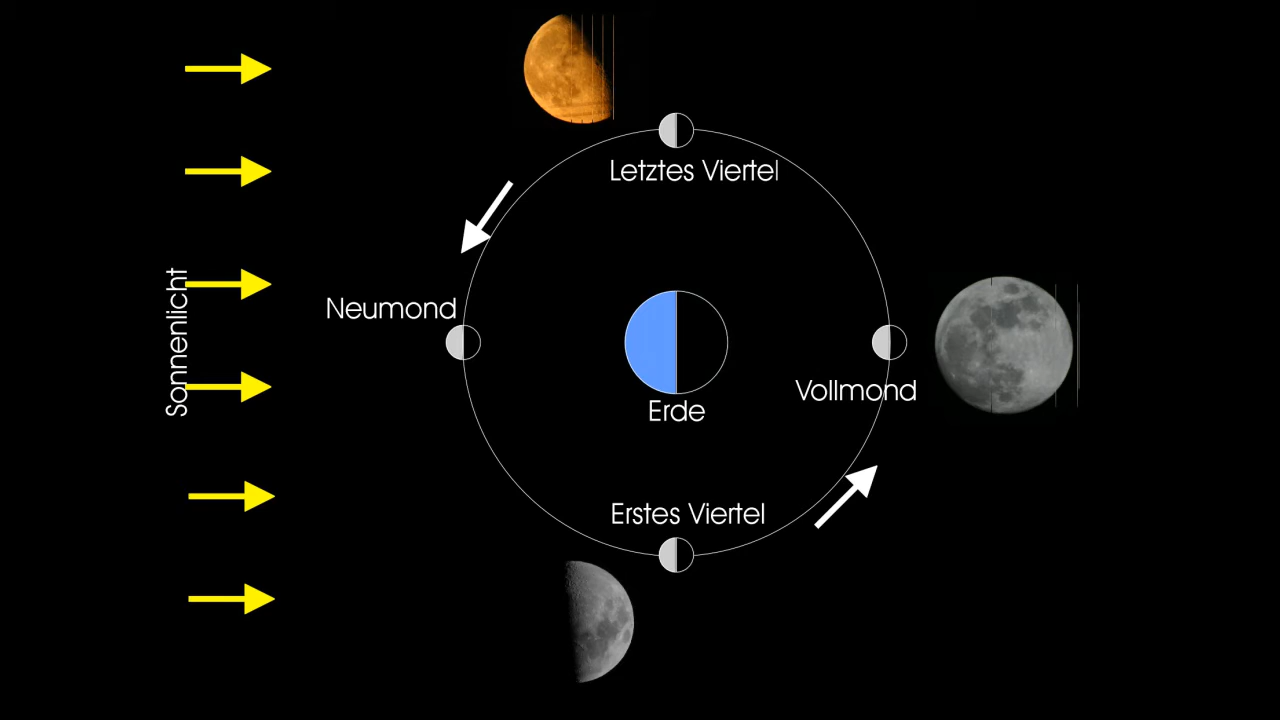 Letztes Viertel
Sonnenlicht
Neumond
Vollmond
Erde
Erstes Viertel